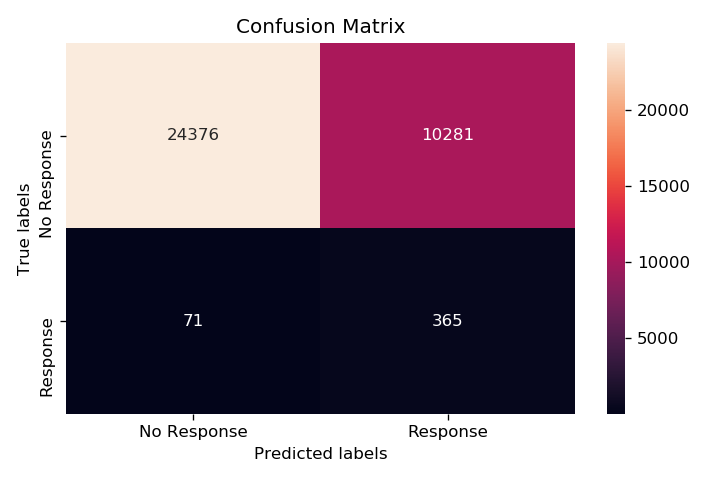 Confusion Matrix
True labels
No Response
Response
24376
10281
71
365
No Response
Response
Predicted labels
20000
15000
10000
5000